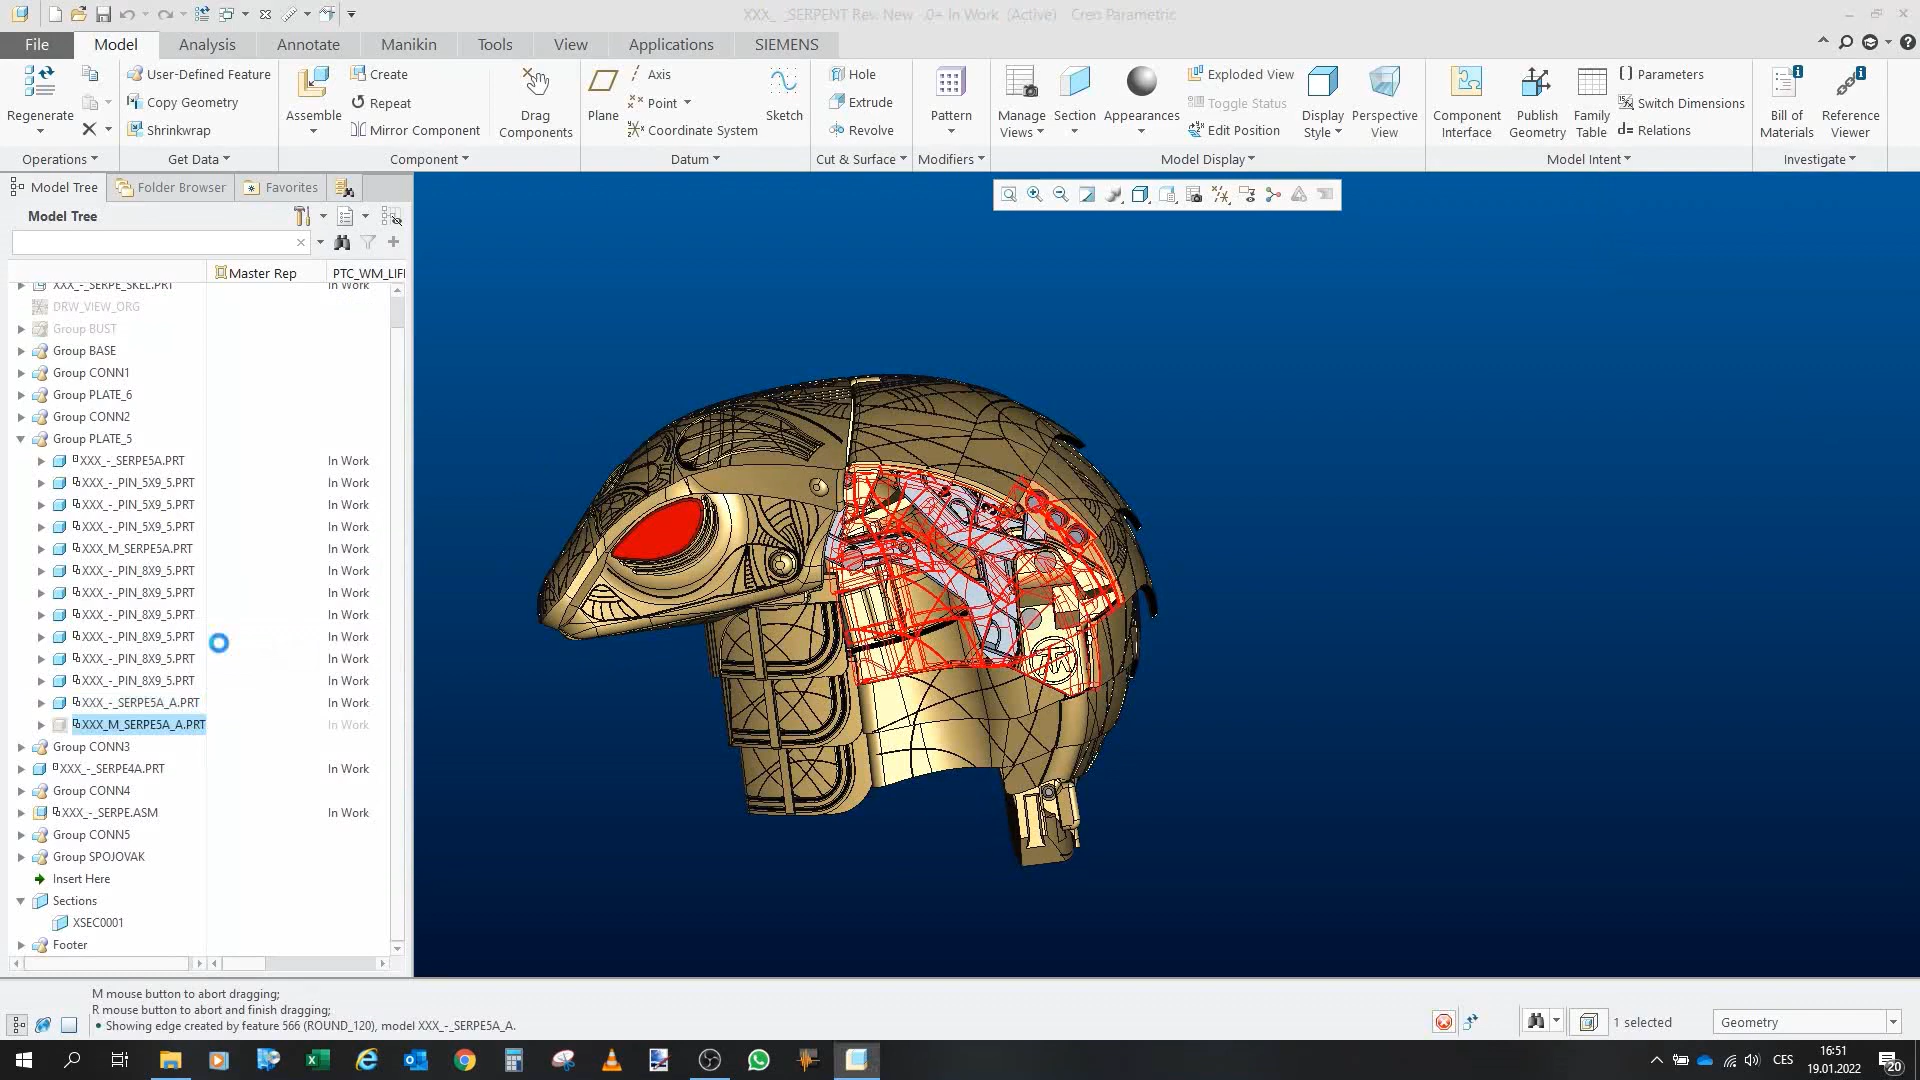 XXX_-_SERPENT Rev. New -.0+ In Work (Active) Creo Parametric
File
Model
Analysis
Annotate
Manikin
Tools
View
Applications
SIEMENS
Regenerate
User-Defined Feature
Copy Geometry
Shrinkwrap
Assemble
Create
Repeat
Mirror Component
Drag
Components
Plane
Axis
Point
Coordinate System
Sketch
Hole
Extrude
Revolve
Pattern
Manage
Views
Section
Appearances
Exploded View
Toggle Status
Edit Position
Display
Style
Perspective
View
Component
Interface
Publish
Geometry
Family
Table
Parameters
Switch Dimensions
Relations
Bill of
Materials
Reference
Viewer
Operations
Get Data
Component
Datum
Cut & Surface
Modifiers
Model Display
Model Intent
Investigate
Model Tree
Folder Browser
Favorites
Model Tree
Master Rep
PTC_WM_LIFE
XXX_-_SERPE_SKEL.PRT In Work
DRW_VIEW_ORG
Group BUST
Group BASE
Group CONN1
Group PLATE_6
Group CONN2
Group PLATE_5
XXX_-_SERPE5A.PRT In Work
XXX_-_PIN_5X9_5.PRT In Work
XXX_-_PIN_5X9_5.PRT In Work
XXX_-_PIN_5X9_5.PRT In Work
XXX_M_SERPE5A.PRT In Work
XXX_-_PIN_8X9_5.PRT In Work
XXX_-_PIN_8X9_5.PRT In Work
XXX_-_PIN_8X9_5.PRT In Work
XXX_-_PIN_8X9_5.PRT In Work
XXX_-_PIN_8X9_5.PRT In Work
XXX_-_PIN_8X9_5.PRT In Work
XXX_-_SERPE5A_A.PRT In Work
XXX_M_SERPE5A_A.PRT In Work
Group CONN3
XXX_-_SERPE4A.PRT In Work
Group CONN4
XXX_-_SERPE.ASM In Work
Group CONN5
Group SPOJOVAK
Insert Here
Sections
XSEC0001
Footer
M mouse button to abort dragging;
R mouse button to abort and finish dragging;
• Showing edge created by feature 566 (ROUND_120), model XXX_-_SERPE5A_A.
1 selected
Geometry
CES
16:51
19.01.2022
20